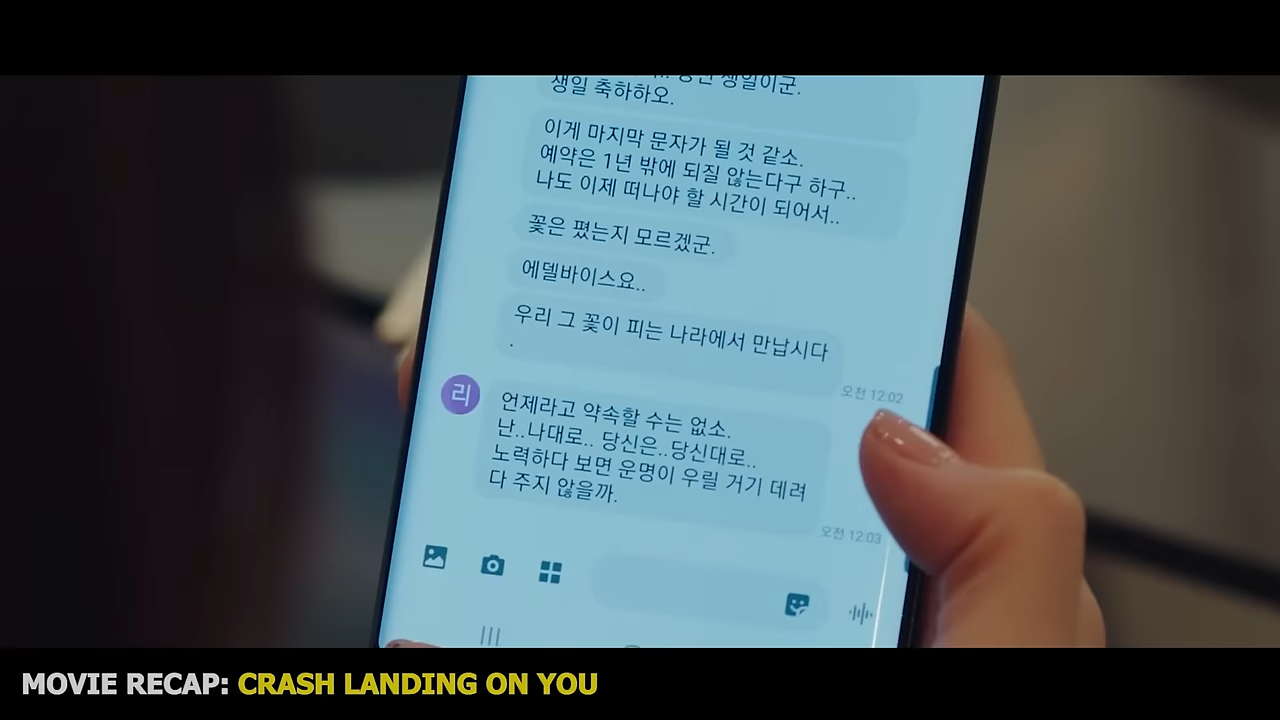 생일이군.
생일 축하하오.
이게 마지막 문자가 될 것 같소.
예약은 1년 밖에 되질 않는다구 하구..
나도 이제 떠나야 할 시간이 되어서..
꽃은 폈는지 모르겠군.
에델바이스요..
우리 그 꽃이 피는 나라에서 만납시다
.
오전 12:02
리
언제라고 약속할 수는 없소.
난..나대로.. 당신은..당신대로..
노력하다 보면 운명이 우릴 거기 데려
다 주지 않을까.
오전 12:03
MOVIE RECAP: CRASH LANDING ON YOU